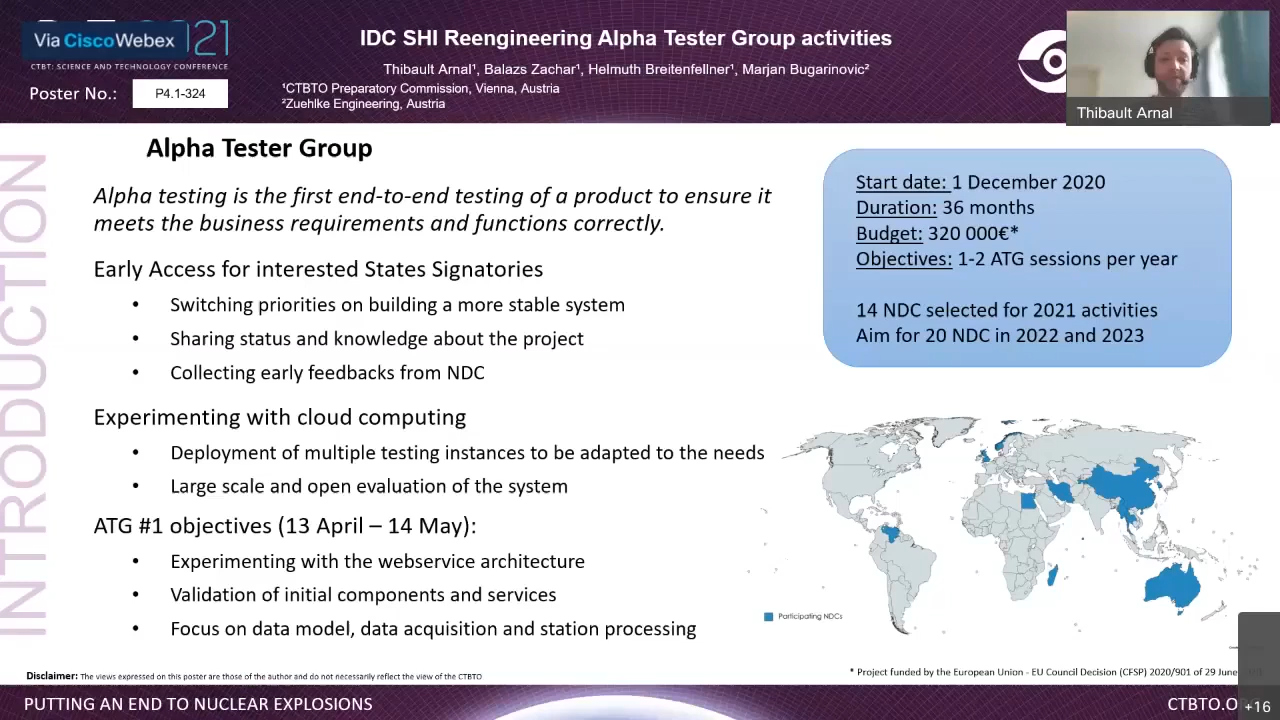 Via CiscoWebex
21
CTBT: SCIENCE AND TECHNOLOGY CONFERENCE
Poster No.:
P4.1-324
IDC SHI Reengineering Alpha Tester Group activities
Thibault Arnal¹, Balazs Zachar¹, Helmuth Breitenfellner¹, Marjan Bugarinovic²
¹CTBTO Preparatory Commission, Vienna, Austria
²Zuehlke Engineering, Austria
Thibault Arnal
INTRODUCTION
Alpha Tester Group
Alpha testing is the first end-to-end testing of a product to ensure it
meets the business requirements and functions correctly.
Early Access for interested States Signatories
• Switching priorities on building a more stable system
• Sharing status and knowledge about the project
• Collecting early feedbacks from NDC
Experimenting with cloud computing
• Deployment of multiple testing instances to be adapted to the needs
• Large scale and open evaluation of the system
ATG #1 objectives (13 April – 14 May):
• Experimenting with the webservice architecture
• Validation of initial components and services
• Focus on data model, data acquisition and station processing
Start date: 1 December 2020
Duration: 36 months
Budget: 320 000€*
Objectives: 1-2 ATG sessions per year
14 NDC selected for 2021 activities
Aim for 20 NDC in 2022 and 2023
Participating NDCs
Disclaimer: The views expressed on this poster are those of the author and do not necessarily reflect the view of the CTBTO
* Project funded by the European Union - EU Council Decision (CFSP) 2020/901 of 29 June
PUTTING AN END TO NUCLEAR EXPLOSIONS
CTBTO.O
+16